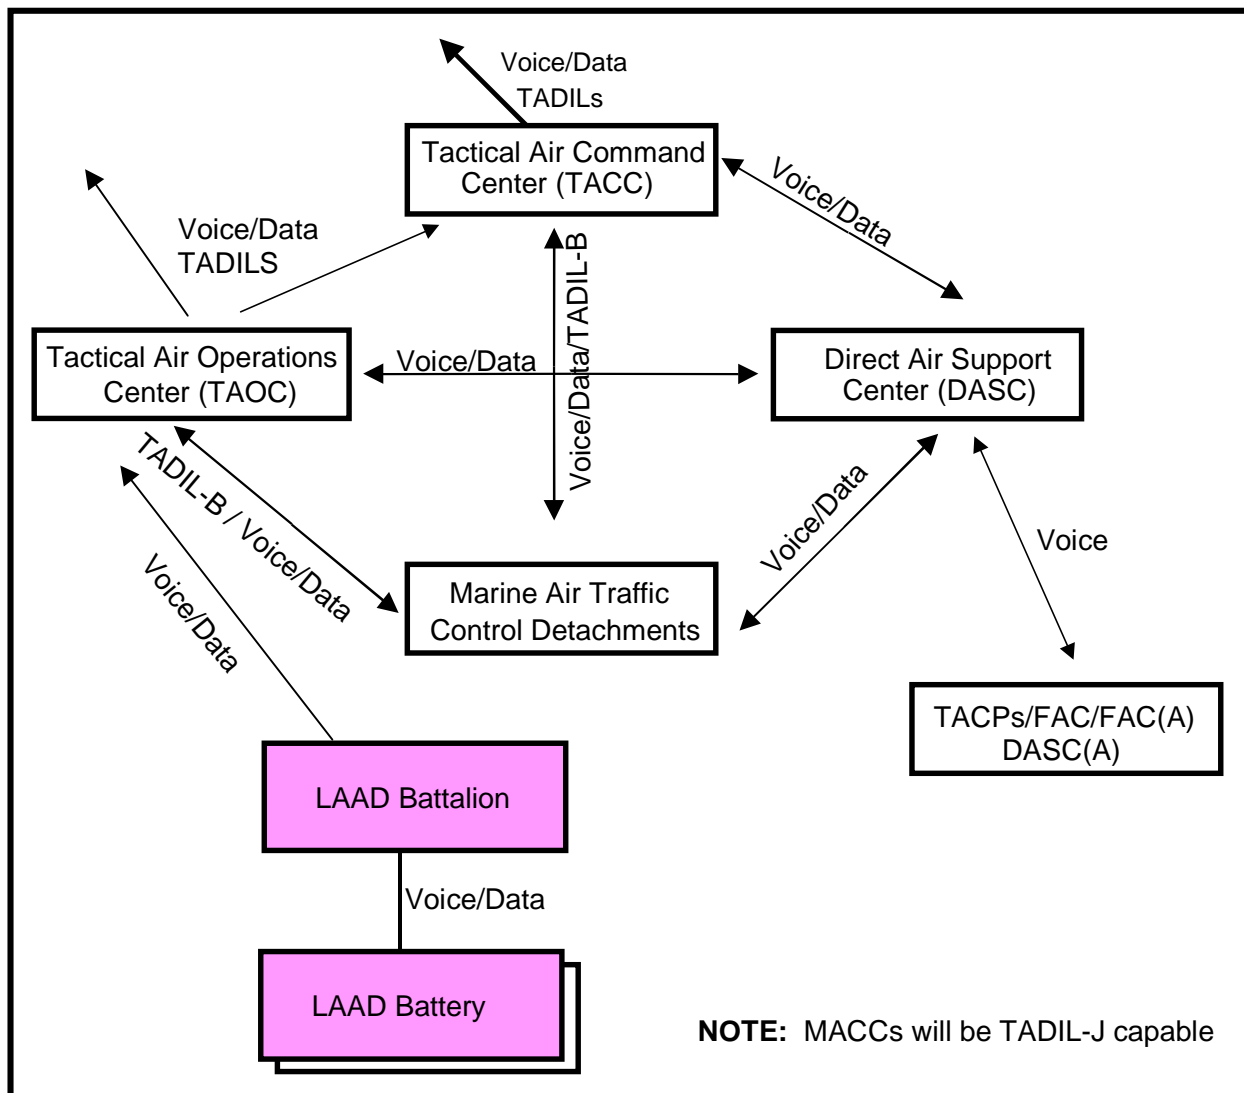 Voice/Data
TADILs
Tactical Air Command
Center (TACC)
Voice/Data
Voice/Data
TADILS
Voice/Data/TADIL-B
Tactical Air Operations
Center (TAOC)
Voice/Data
Direct Air Support
Center (DASC)
TADIL-B / Voice/Data
Voice/Data
Voice/Data
Voice
Marine Air Traffic
Control Detachments
TACPs/FAC/FAC(A)
DASC(A)
LAAD Battalion
Voice/Data
LAAD Battery
NOTE: MACCs will be TADIL-J capable